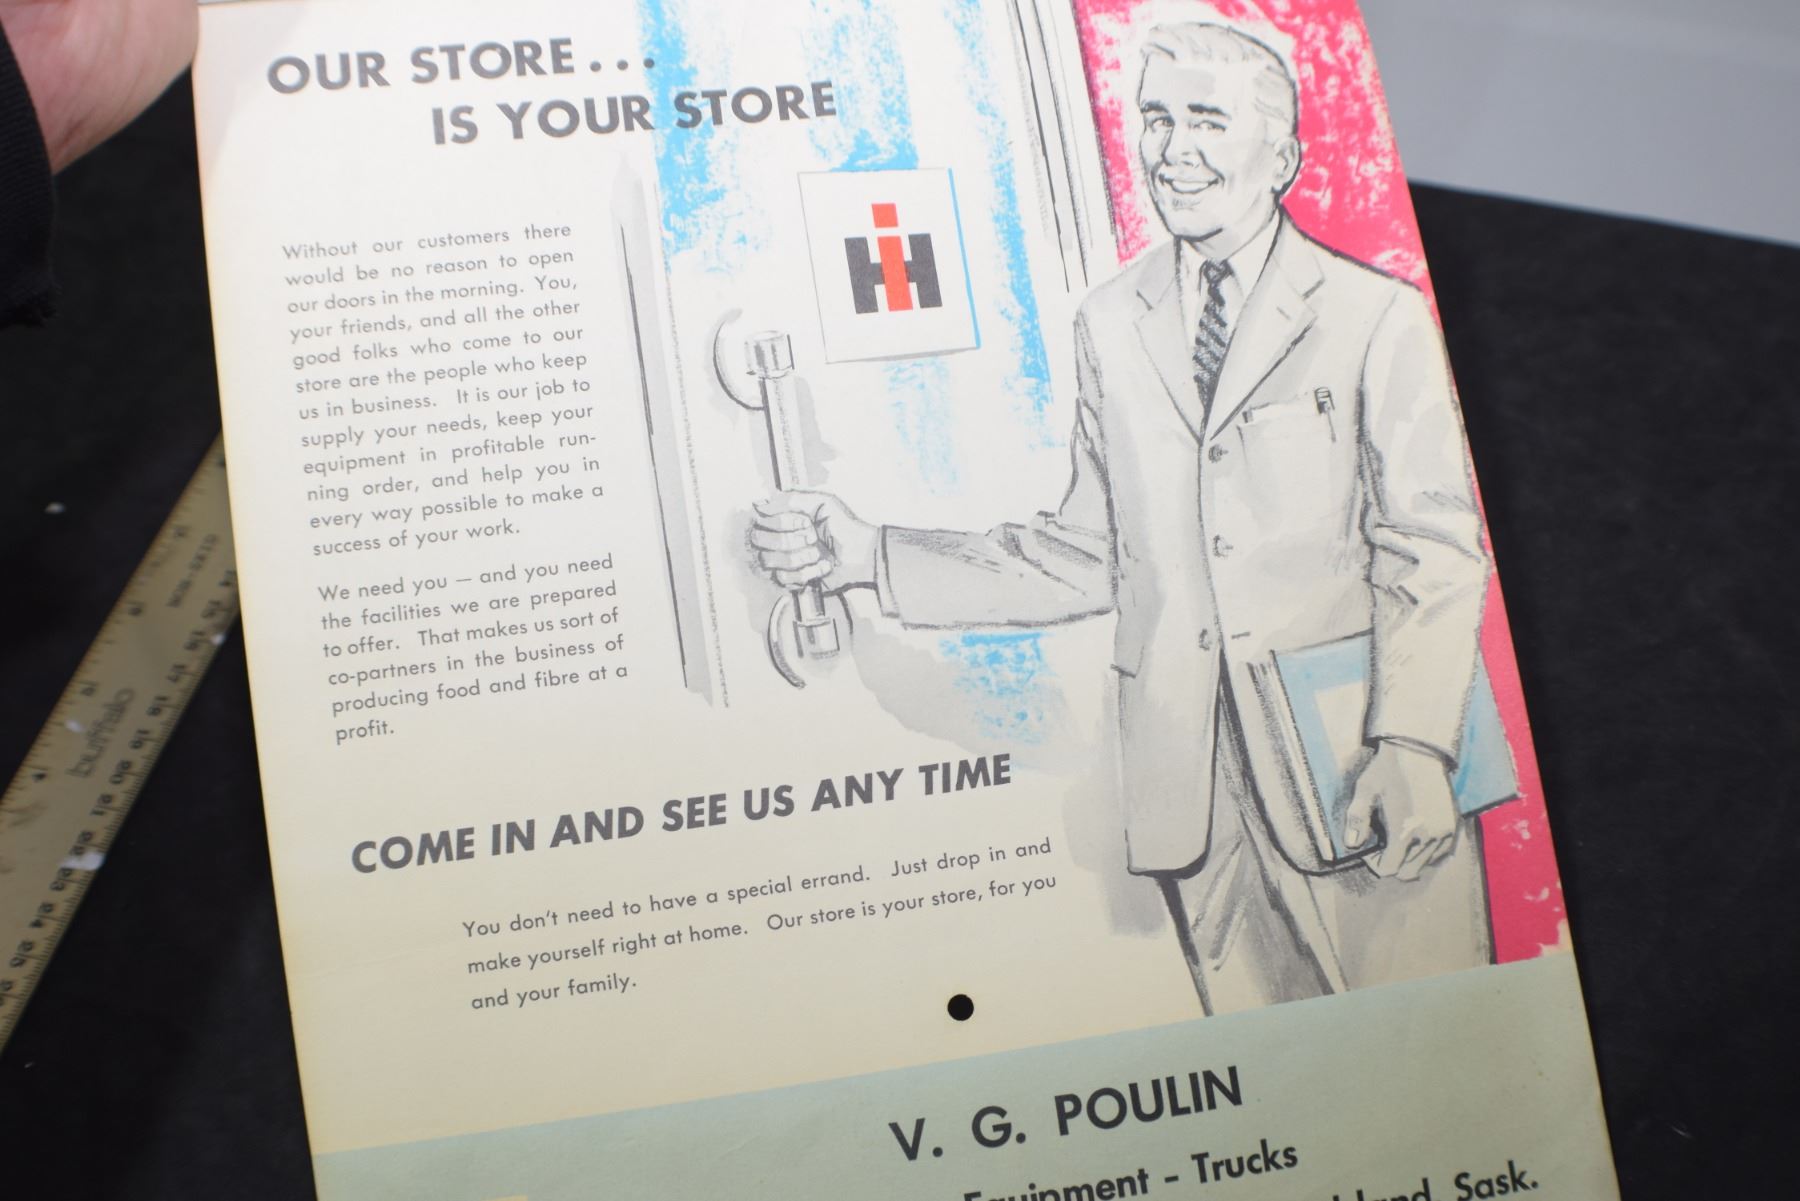 OUR STORE...
IS YOUR STORE
Without our customers there
would be no reason to open
our doors in the morning. You,
your friends, and all the other
good folks who come to our
store are the people who keep
us in business. It is our job to
supply your needs, keep your
equipment in profitable run-
ning order, and help you in
every way possible to make a
success of your work.
We need you — and you need
the facilities we are prepared
to offer. That makes us sort of
co-partners in the business of
producing food and fibre at a
profit.
IH
COME IN AND SEE US ANY TIME
You don't need to have a special errand. Just drop in and
make yourself right at home. Our store is your store, for you
and your family.
V. G. POULIN
Equipment - Trucks
Sask.
buffalo